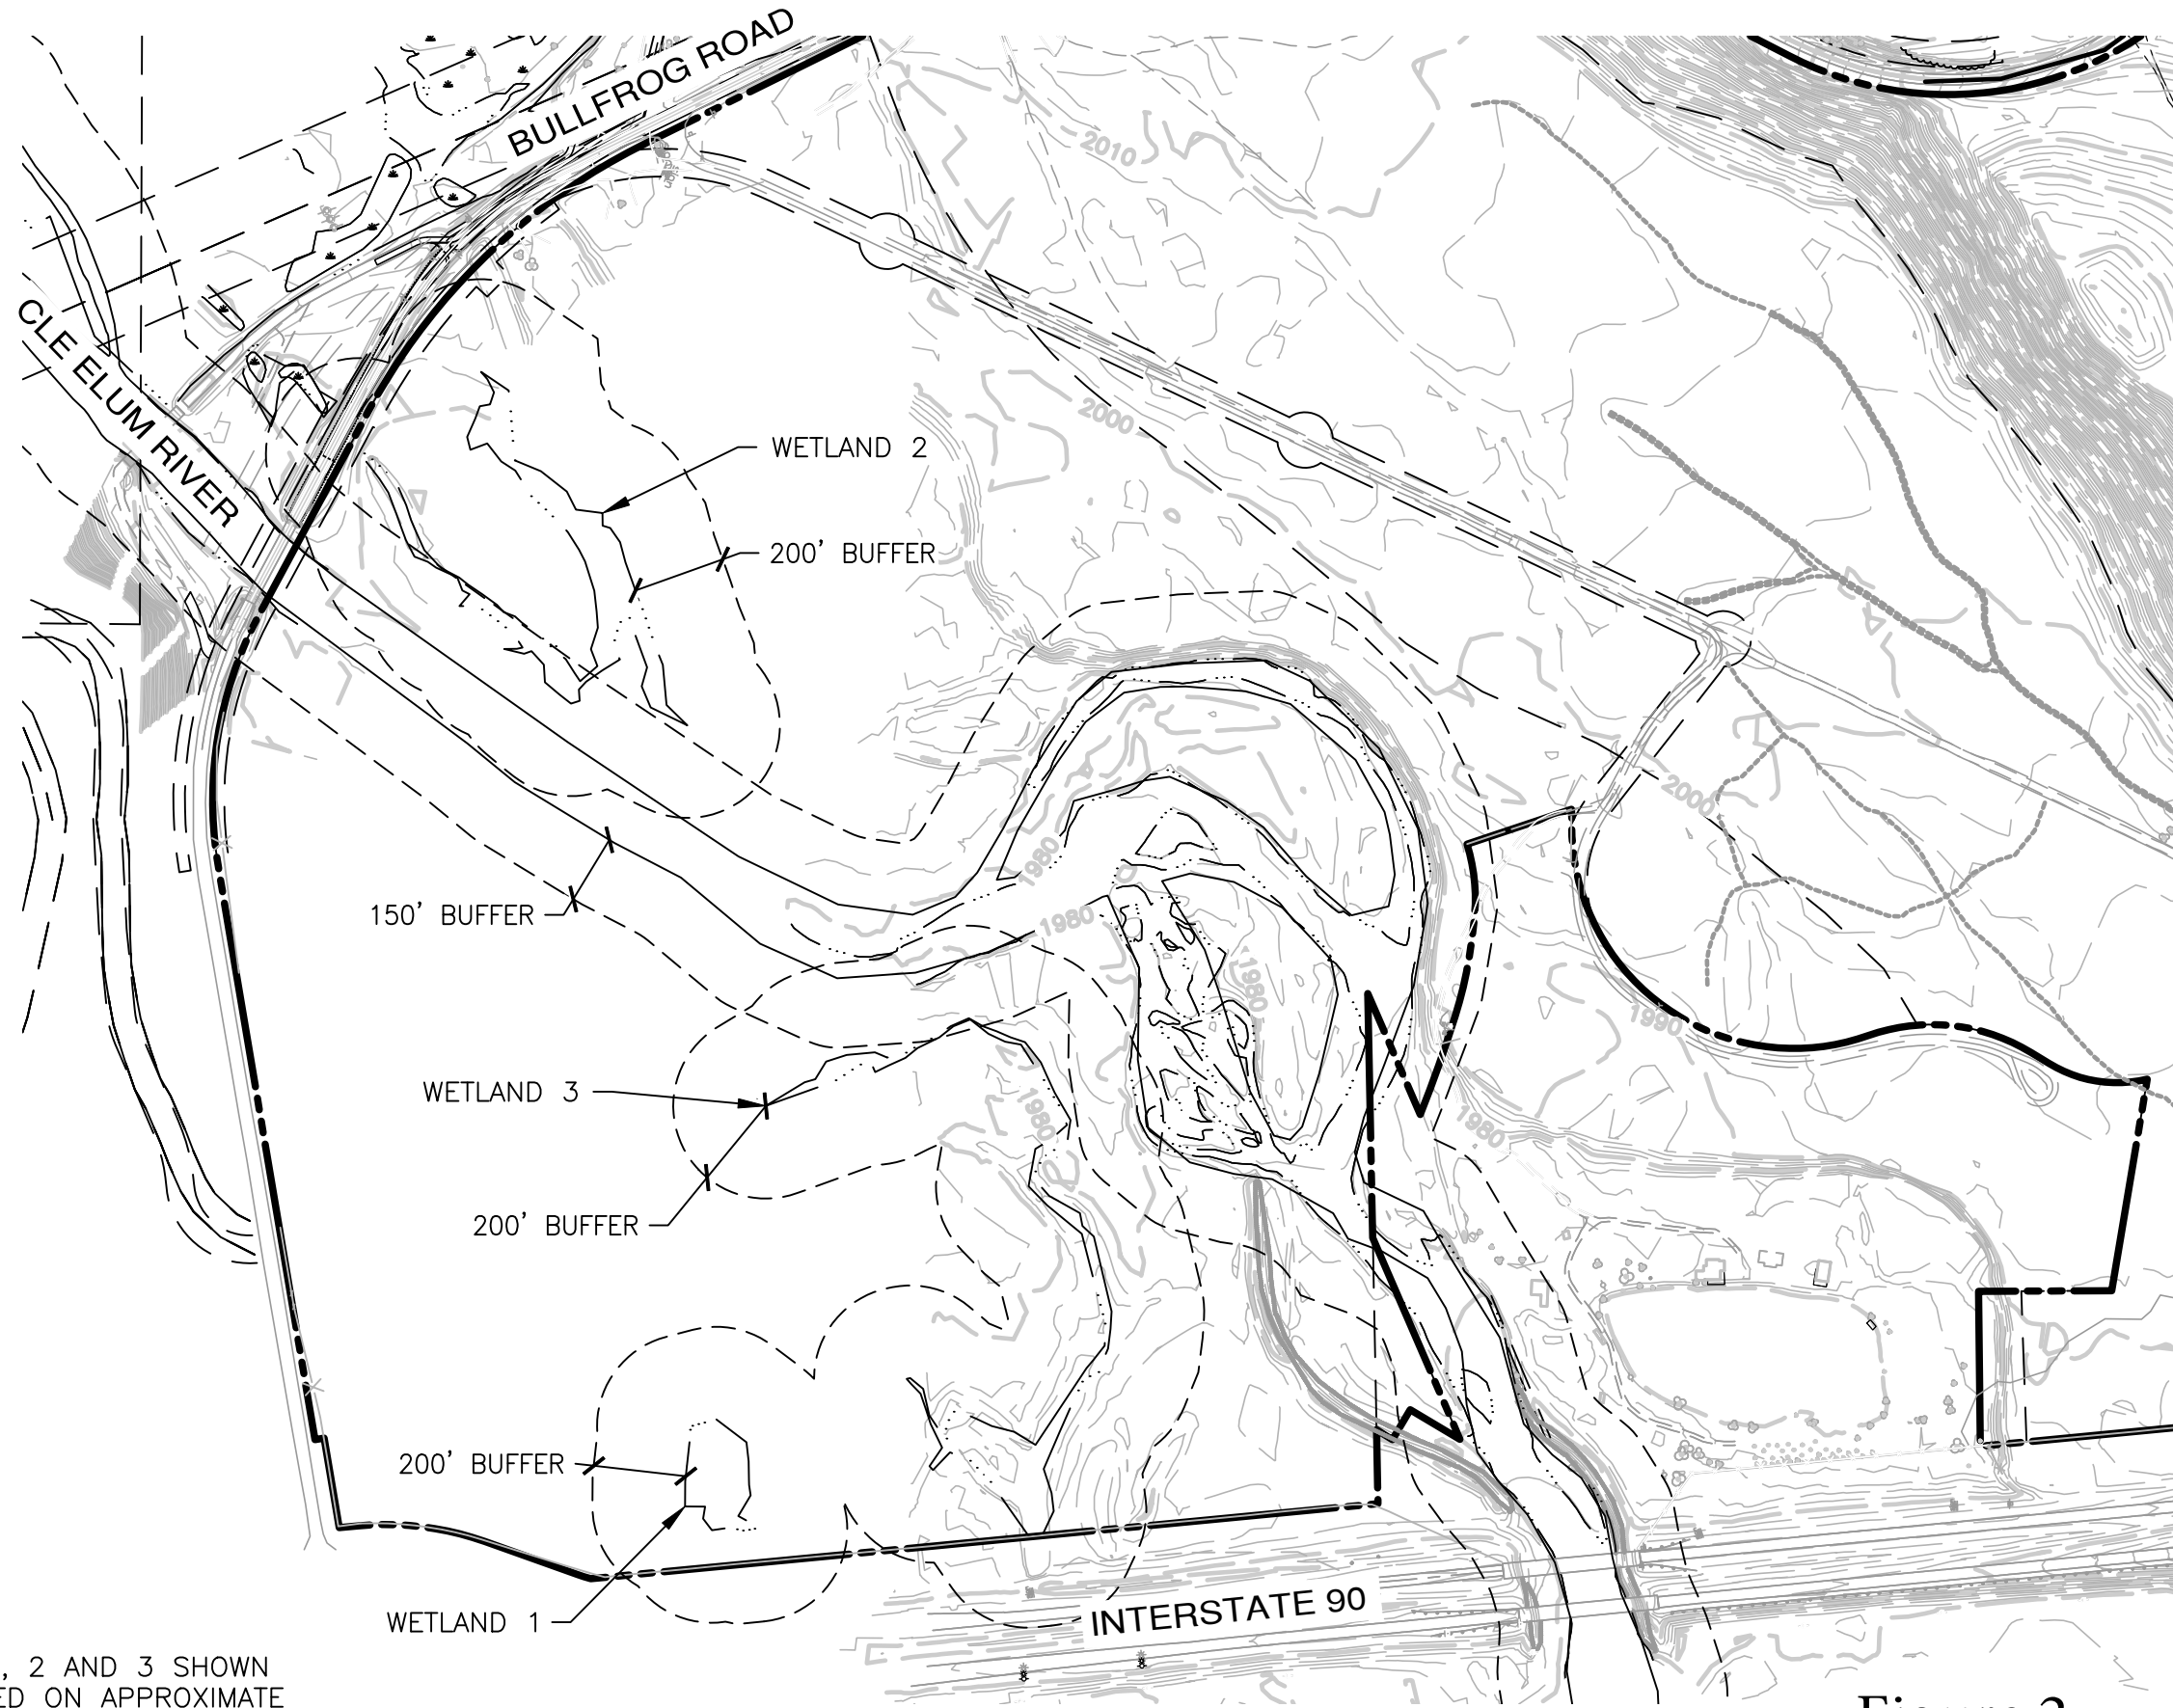 BULLFROG ROAD
2010
CLE ELUM RIVER
2000
WETLAND 2
200' BUFFER
2000
1980
150' BUFFER
1980
1980
1990
WETLAND 3
1980
1980
200' BUFFER
200' BUFFER
INTERSTATE 90
WETLAND 1
, 2 AND 3 SHOWN
ED ON APPROXIMATE